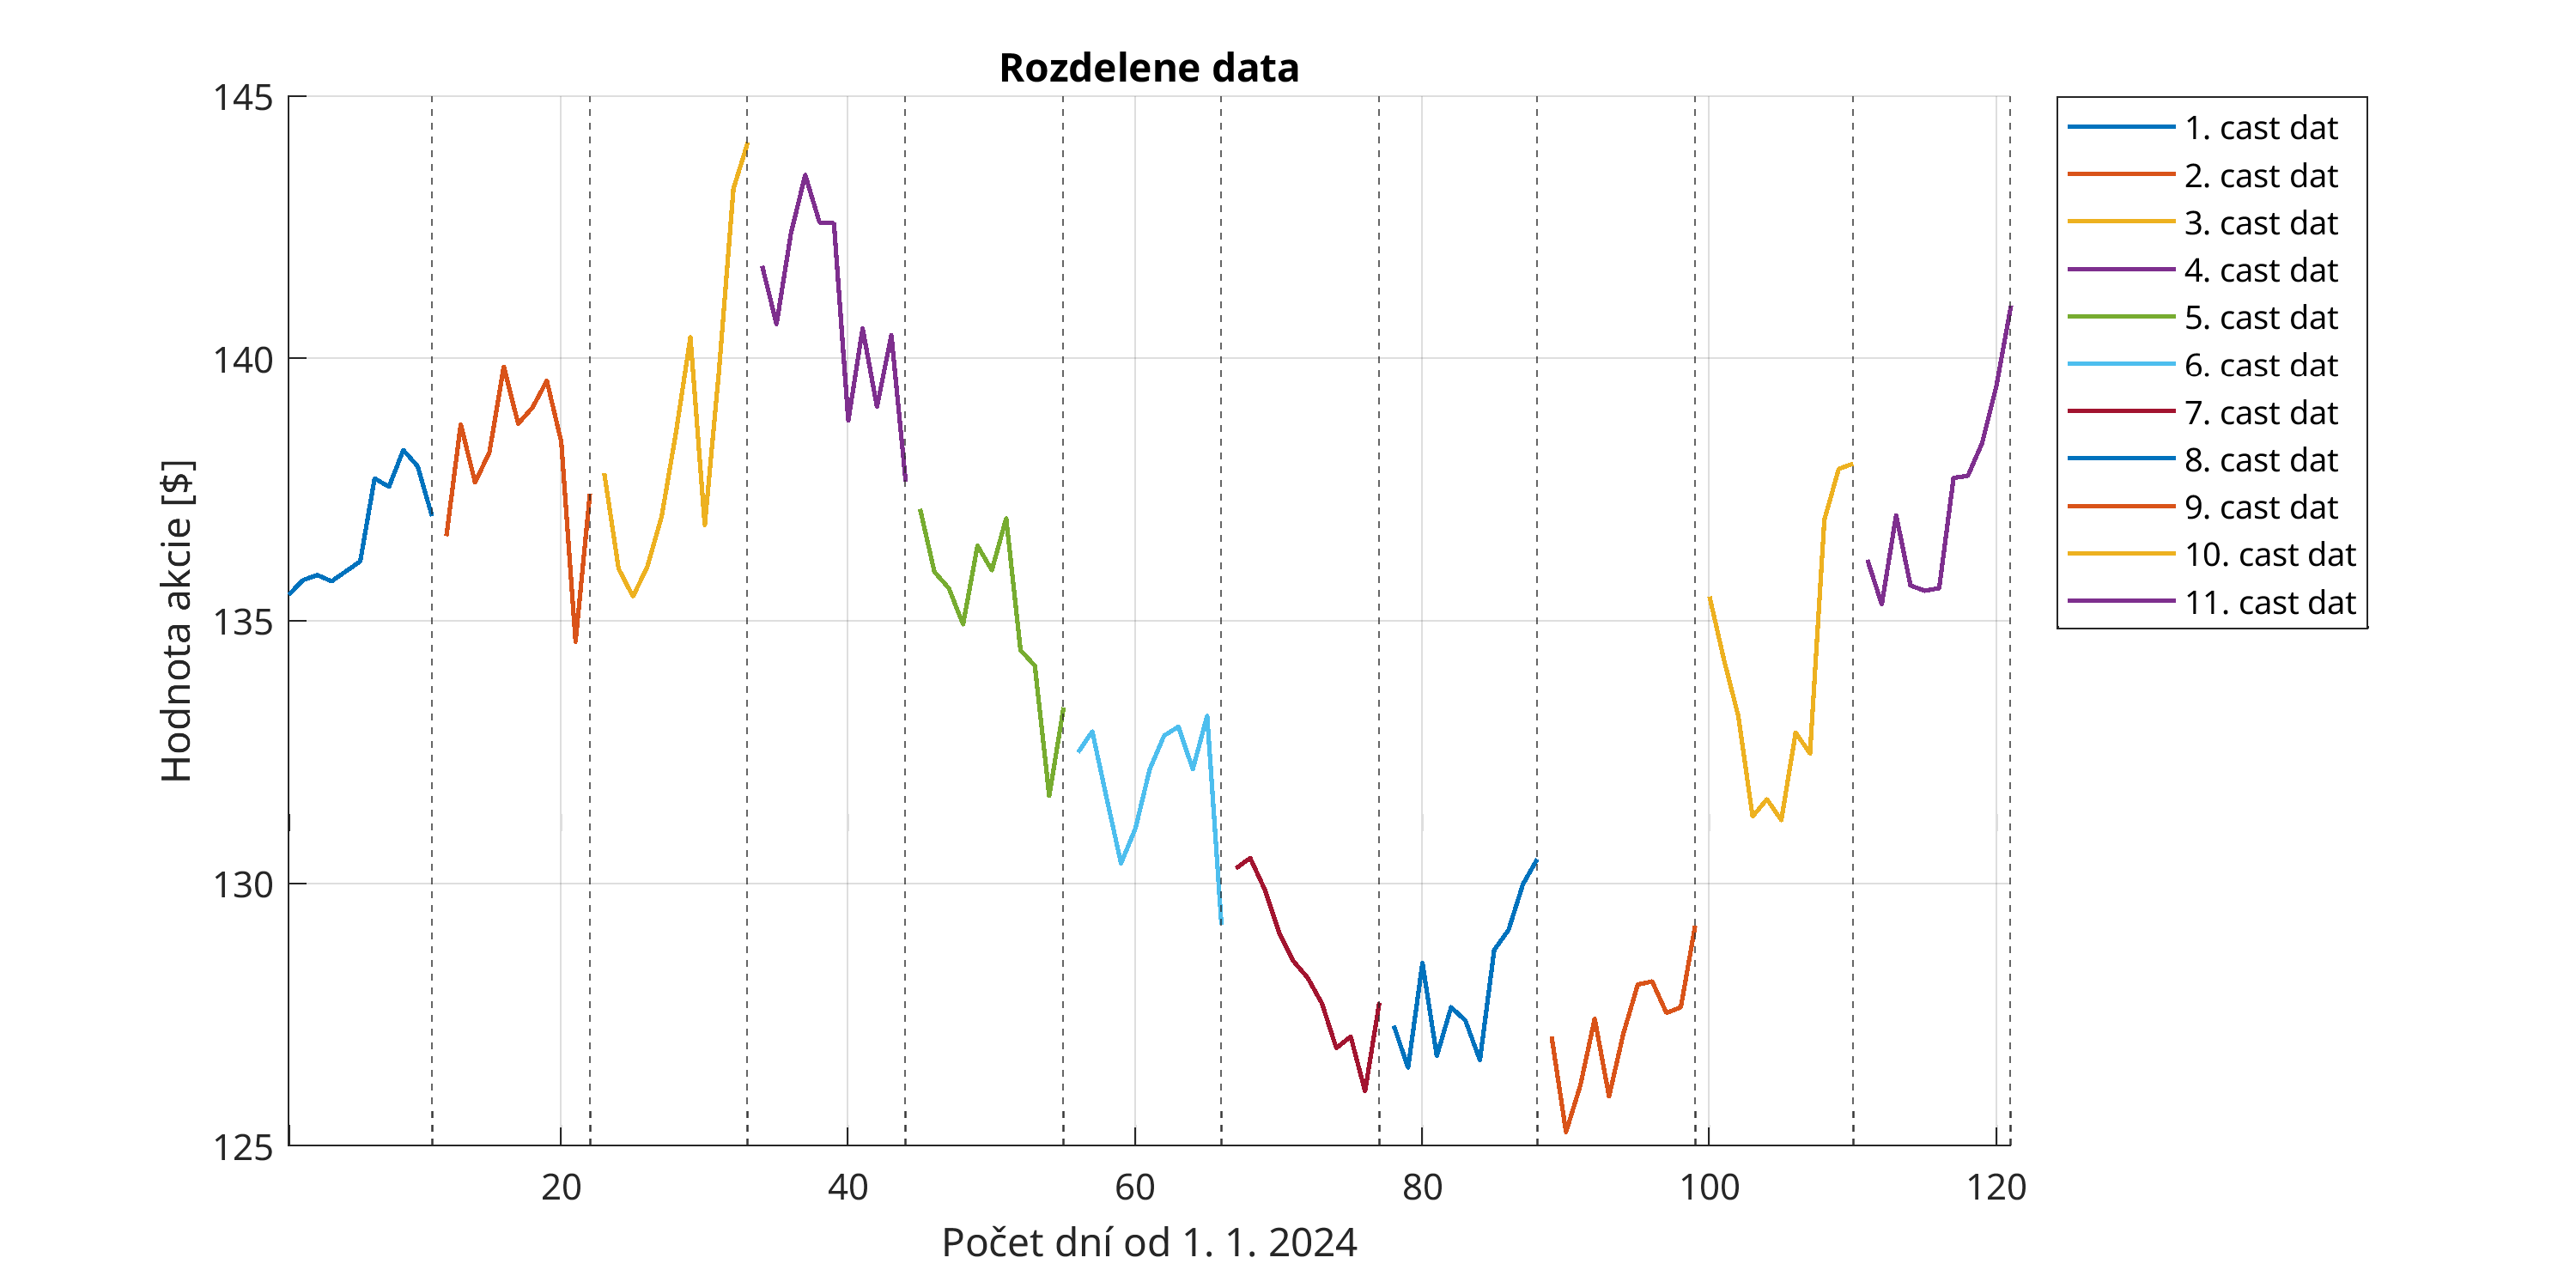 Rozdelene data
145
140
135
130
125
Hodnota akcie [$]
20 40 60 80 100 120
Počet dní od 1. 1. 2024
1. cast dat
2. cast dat
3. cast dat
4. cast dat
5. cast dat
6. cast dat
7. cast dat
8. cast dat
9. cast dat
10. cast dat
11. cast dat